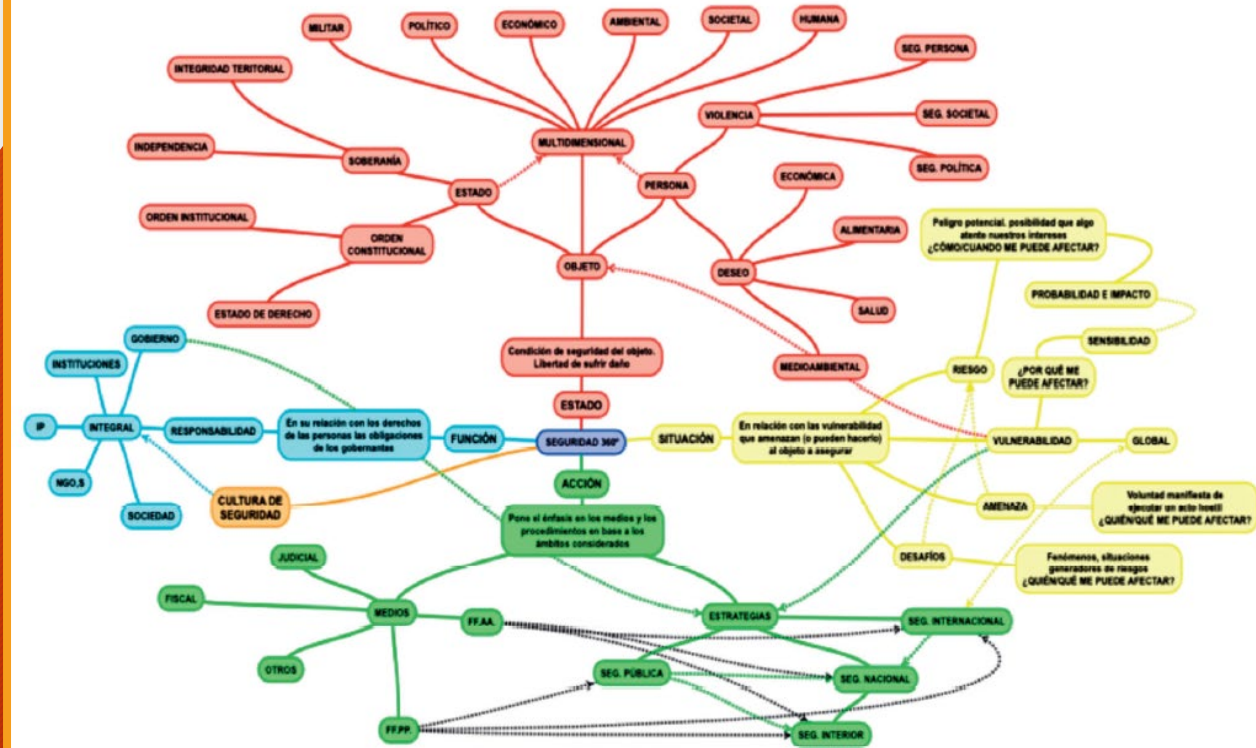 MILITAR
POLÍTICO
ECONÓMICO
AMBIENTAL
SOCIETAL
HUMANA
INTEGRIDAD TERITORIAL
SEG. PERSONA
VIOLENCIA
SEG. SOCIETAL
INDEPENDENCIA
SOBERANÍA
MULTIDIMENSIONAL
SEG. POLÍTICA
ESTADO
PERSONA
ECONÓMICA
ORDEN INSTITUCIONAL
ORDEN
CONSTITUCIONAL
ALIMENTARIA
OBJETO
DESEO
ESTADO DE DERECHO
SALUD
MEDIOAMBIENTAL
Condición de seguridad del objeto.
Libertad de sufrir daño
ESTADO
Peligro potencial. posibilidad que algo
atente nuestros intereses
¿CÓMO/CUANDO ME PUEDE AFECTAR?
PROBABILIDAD E IMPACTO
SENSIBILIDAD
RIESGO
¿POR QUÉ ME
PUEDE AFECTAR?
GOBIERNO
INSTITUCIONES
IP
INTEGRAL
RESPONSABILIDAD
En su relación con los derechos
de las personas las obligaciones
de los gobernantes
FUNCIÓN
SEGURIDAD 360º
SITUACIÓN
En relación con las vulnerabilidad
que amenazan (o pueden hacerlo)
al objeto a asegurar
VULNERABILIDAD
GLOBAL
NGO,S
SOCIEDAD
CULTURA DE
SEGURIDAD
ACCIÓN
Pone el énfasis en los medios y los
procedimientos en base a los
ámbitos considerados
AMENAZA
Voluntad manifiesta de
ejecutar un acto hostil
¿QUIÉN/QUÉ ME PUEDE AFECTAR?
DESAFÍOS
Fenómenos, situaciones
generadores de riesgos
¿QUIÉN/QUÉ ME PUEDE AFECTAR?
JUDICIAL
FISCAL
MEDIOS
FF.AA.
OTROS
FF.PP.
ESTRATEGIAS
SEG. INTERNACIONAL
SEG. PÚBLICA
SEG. NACIONAL
SEG. INTERIOR